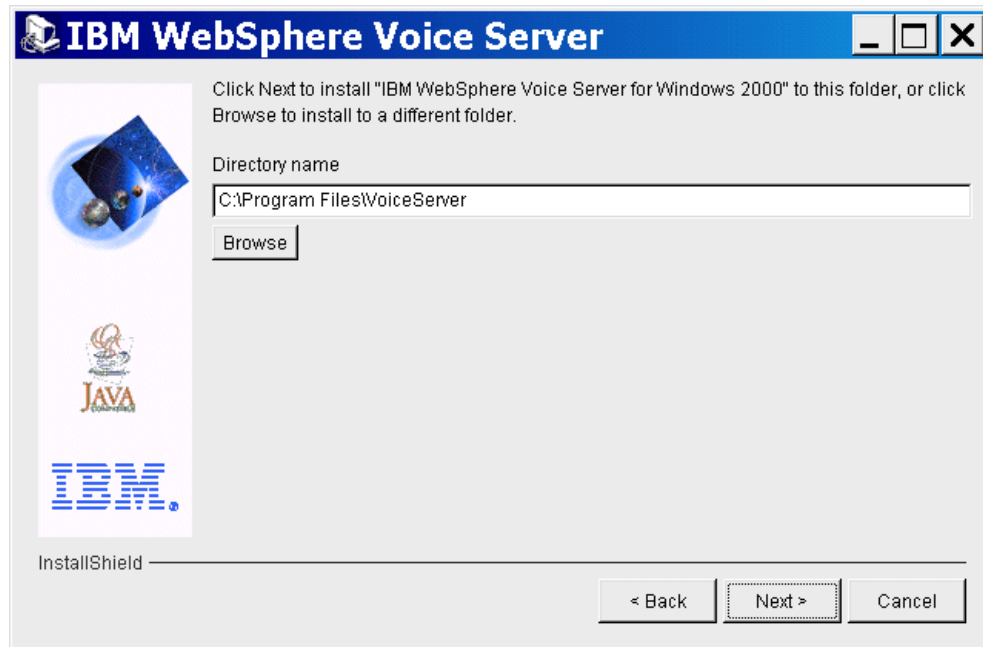 IBM WebSphere Voice Server
Click Next to install "IBM WebSphere Voice Server for Windows 2000" to this folder, or click
Browse to install to a different folder.
Directory name
C:\Program Files\VoiceServer
Browse
JAVA
COMPATIBLE
IBM.
InstallShield
< Back
Next >
Cancel